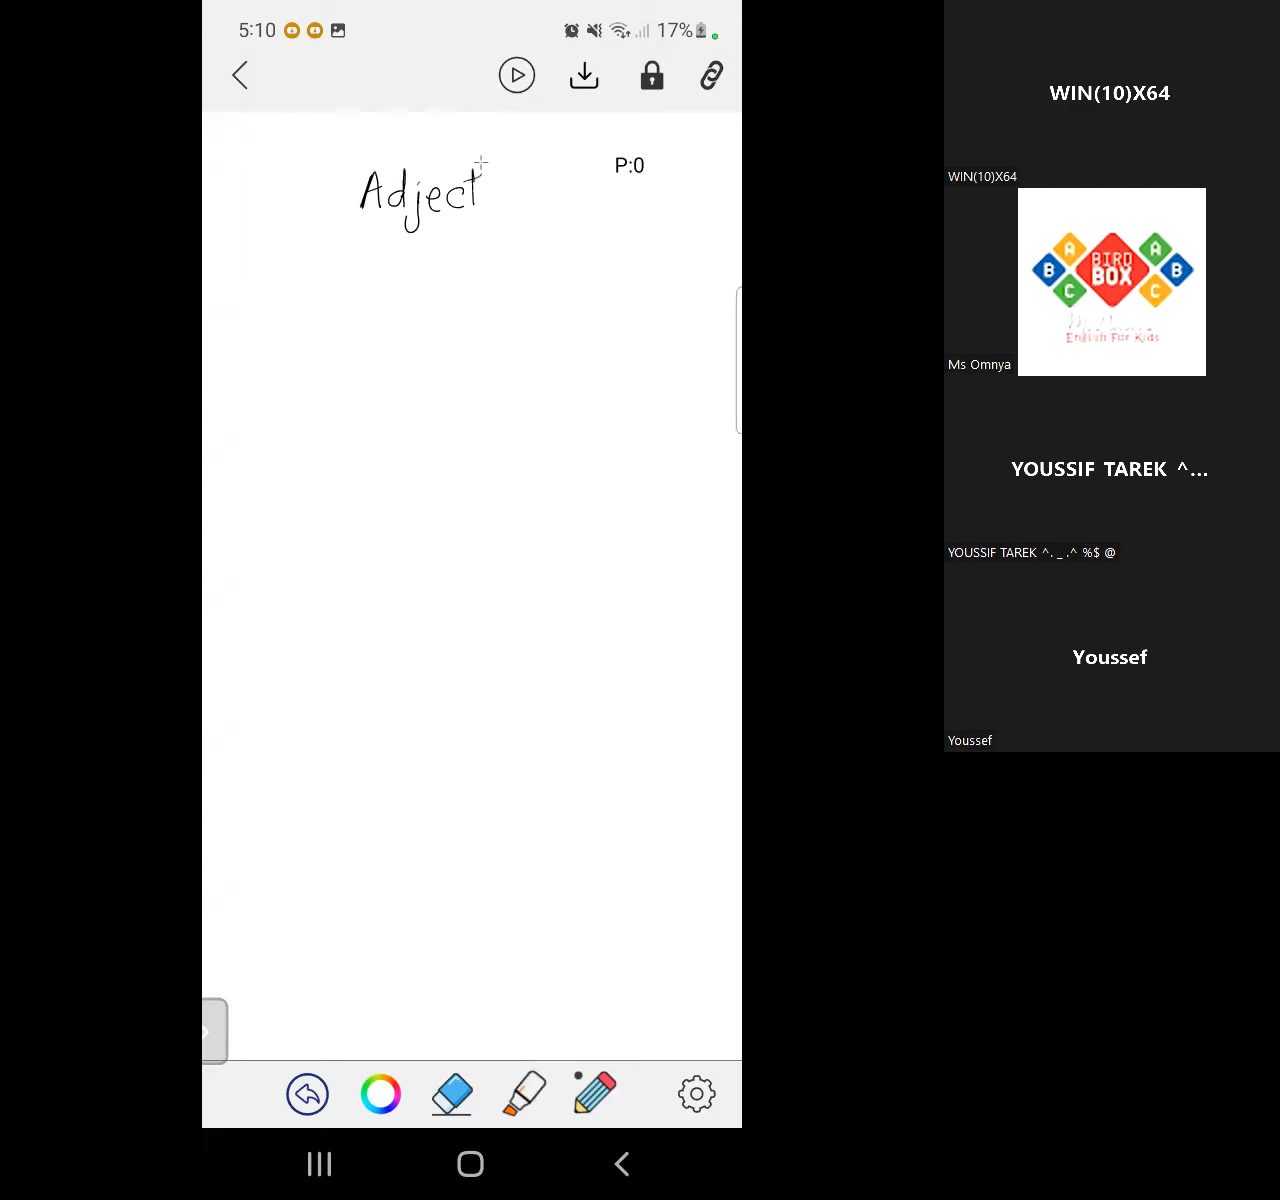 5:10 17%
P:0
Adject
WIN(10)X64
WIN(10)X64
A A
B BIRD B
BOX
C C
English For Kids
Ms Omnya
YOUSSIF TAREK ^...
YOUSSIF TAREK ^. _ .^ %$ @
Youssef
Youssef